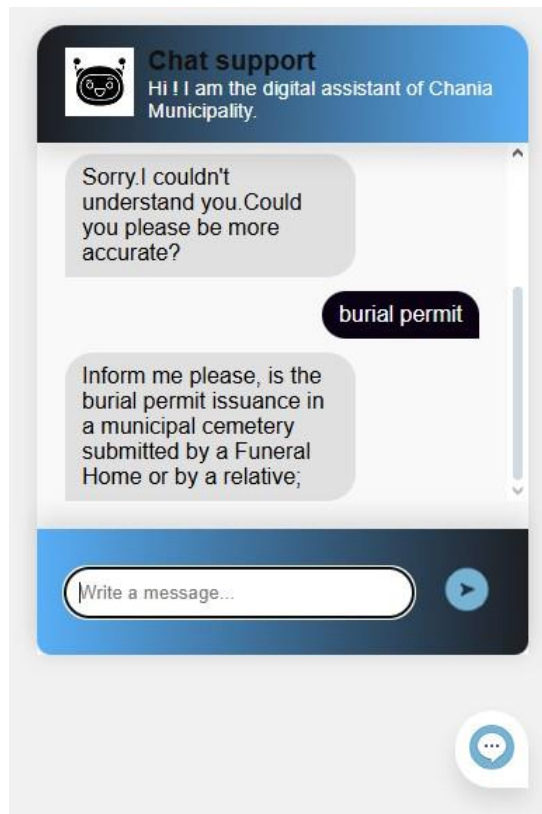 Chat support
Hi ! I am the digital assistant of Chania
Municipality.
Sorry.I couldn't
understand you.Could
you please be more
accurate?
burial permit
Inform me please, is the
burial permit issuance in
a municipal cemetery
submitted by a Funeral
Home or by a relative;
Write a message...